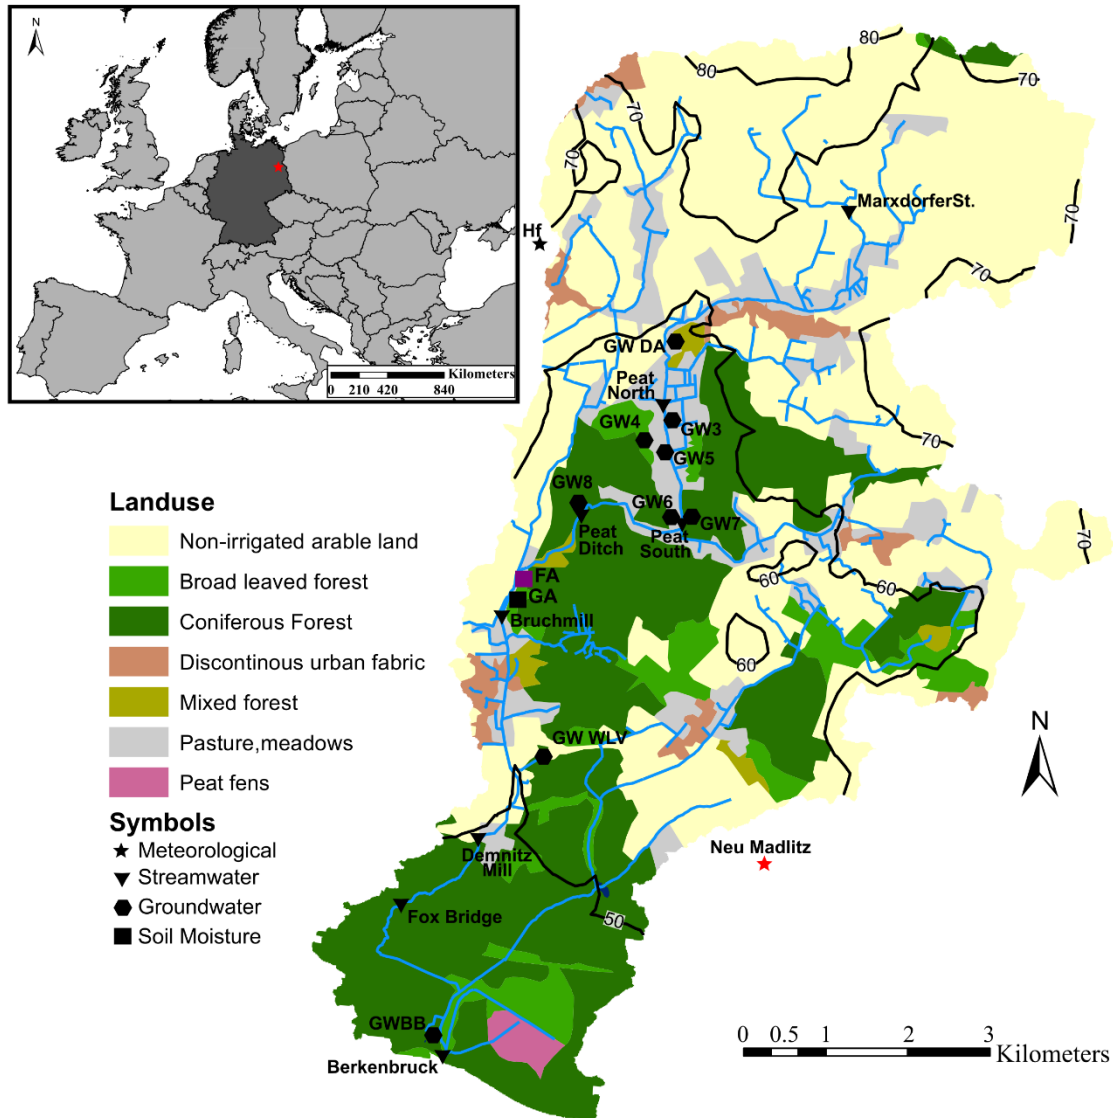 N
Kilometers
0 210 420 840
80
80
70
70
70
70
70
MarxdorferSt.
Hf
GW DA
Peat
North
GW4
GW3
GW5
70
GW8
GW6
GW7
Peat
Ditch
Peat
South
70
60
60
FA
GA
Bruchmill
60
GW WLV
Demnitz
Mill
Neu Madlitz
Fox Bridge
50
GWBB
Berkenbruck
Landuse
Non-irrigated arable land
Broad leaved forest
Coniferous Forest
Discontinous urban fabric
Mixed forest
Pasture,meadows
Peat fens
Symbols
Meteorological
Streamwater
Groundwater
Soil Moisture
N
0 0.5 1 2 3
Kilometers